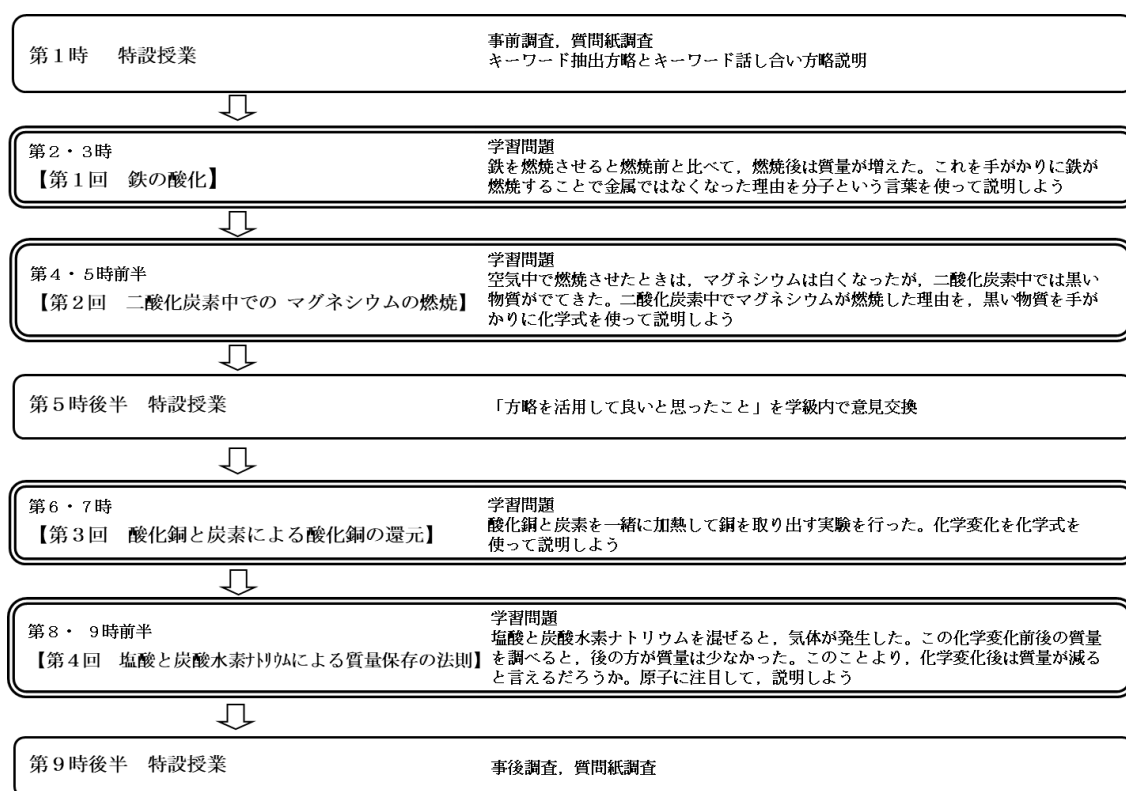 第１時　特設授業
事前調査，質問紙調査
キーワード抽出方略とキーワード話し合い方略説明
第２・３時
【第１回　鉄の酸化】
学習問題
鉄を燃焼させると燃焼前と比べて，燃焼後は質量が増えた。これを手がかりに鉄が
燃焼することで金属ではなくなった理由を分子という言葉を使って説明しよう
第４・５時前半
【第２回　二酸化炭素中での マグネシウムの燃焼】
学習問題
空気中で燃焼させたときは，マグネシウムは白くなったが，二酸化炭素中では黒い
物質がでてきた。二酸化炭素中でマグネシウムが燃焼した理由を，黒い物質を手が
かりに化学式を使って説明しよう
第５時後半　特設授業
「方略を活用して良いと思ったこと」を学級内で意見交換
第６・７時
【第３回　酸化銅と炭素による酸化銅の還元】
学習問題
酸化銅と炭素を一緒に加熱して銅を取り出す実験を行った。化学変化を化学式を
使って説明しよう
第８・ ９時前半
【第４回　塩酸と炭酸水素ﾅﾄﾘｳﾑによる質量保存の法則】
学習問題
塩酸と炭酸水素ナトリウムを混ぜると，気体が発生した。この化学変化前後の質量
を調べると，後の方が質量は少なかった。このことより，化学変化後は質量が減る
と言えるだろうか。原子に注目して，説明しよう
第９時後半　特設授業
事後調査，質問紙調査